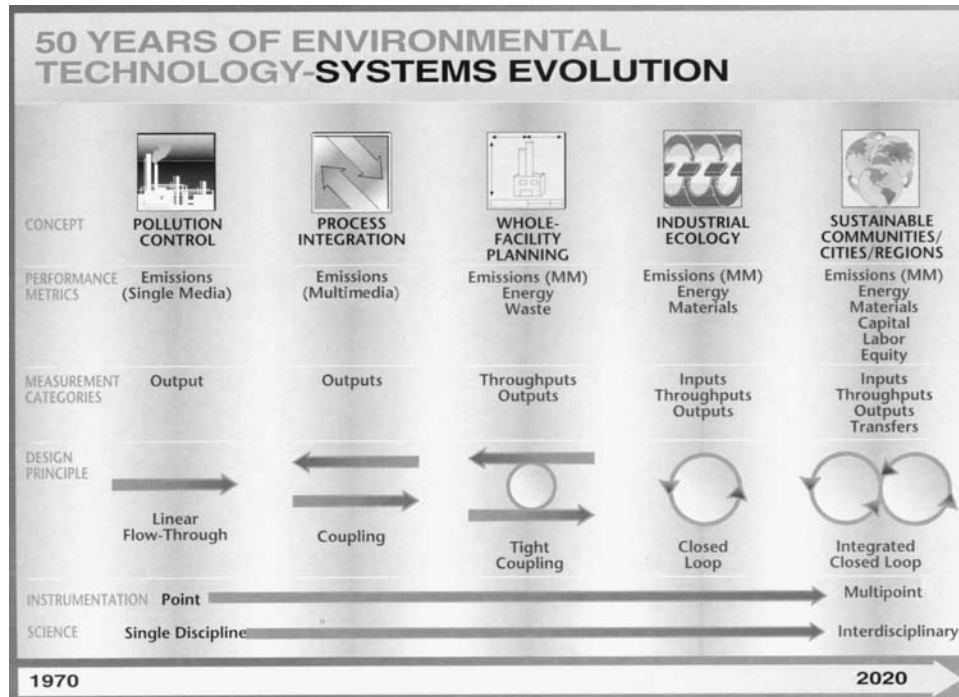 50 YEARS OF ENVIRONMENTAL
TECHNOLOGY-SYSTEMS EVOLUTION
CONCEPT
POLLUTION
CONTROL
PROCESS
INTEGRATION
WHOLE-
FACILITY
PLANNING
INDUSTRIAL
ECOLOGY
SUSTAINABLE
COMMUNITIES/
CITIES/REGIONS
PERFORMANCE
METRICS
Emissions
(Single Media)
Emissions
(Multimedia)
Emissions (MM)
Energy
Waste
Emissions (MM)
Energy
Materials
Emissions (MM)
Energy
Materials
Capital
Labor
Equity
MEASUREMENT
CATEGORIES
Output
Outputs
Throughputs
Outputs
Inputs
Throughputs
Outputs
Inputs
Throughputs
Outputs
Transfers
DESIGN
PRINCIPLE
Linear
Flow-Through
Coupling
Tight
Coupling
Closed
Loop
Integrated
Closed Loop
INSTRUMENTATION Point Multipoint
SCIENCE Single Discipline Interdisciplinary
1970 2020